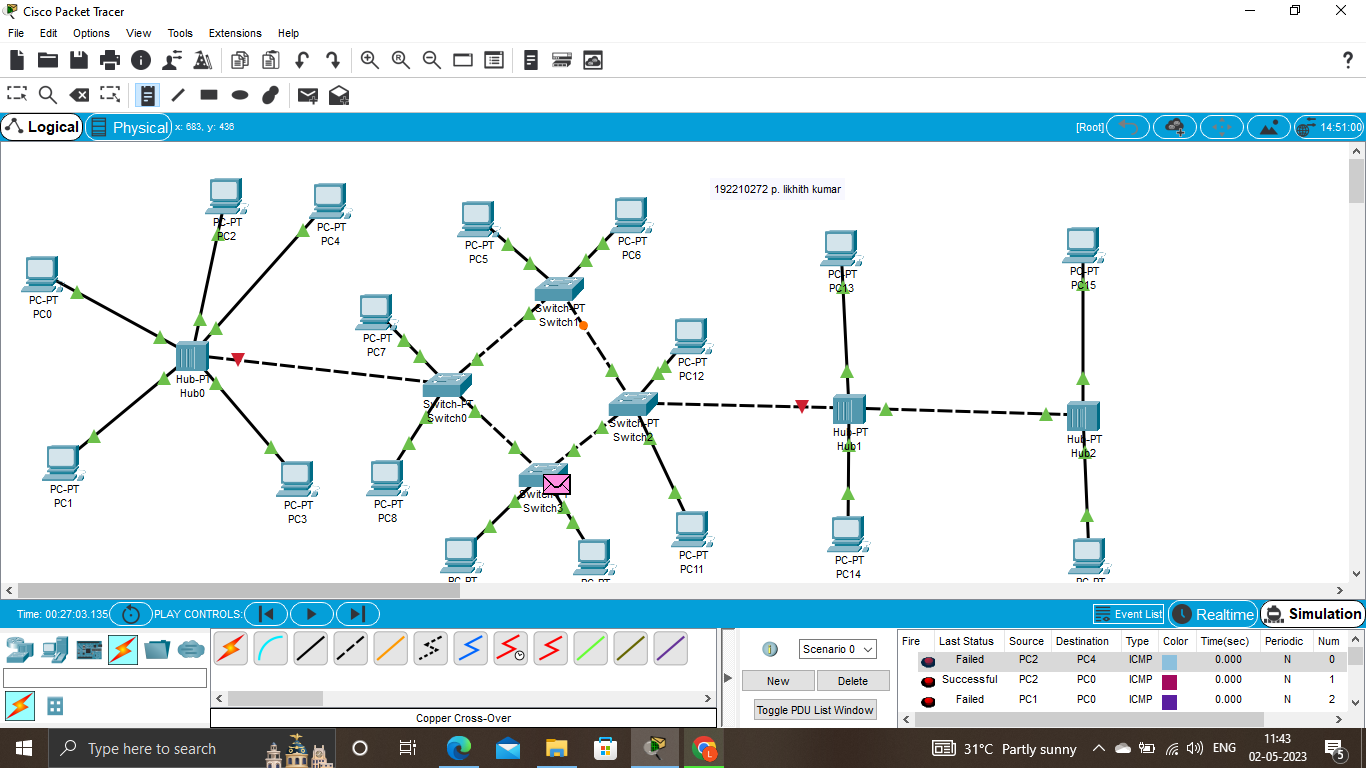 Cisco Packet Tracer
File Edit Options View Tools Extensions Help
?
Logical Physical x: 683, y: 436 [Root] 14:51:00
192210272 p. likhith kumar
PC-PT
PC2
PC-PT
PC4
PC-PT
PC5
PC-PT
PC6
PC-PT
PC13
PC-PT
PC15
PC-PT
PC0
Switch-PT
Switch1
PC-PT
PC7
PC-PT
PC12
Hub-PT
Hub0
Switch-PT
Switch0
Switch-PT
Switch2
Hub-PT
Hub1
Hub-PT
Hub2
PC-PT
PC1
PC-PT
PC3
PC-PT
PC8
Switch3
PC-PT
PC11
PC-PT
PC14
PC-PT
PC-PT
PC-PT
Time: 00:27:03.135 PLAY CONTROLS: Event List Realtime Simulation
Scenario 0
New Delete
Toggle PDU List Window
Copper Cross-Over
Fire Last Status Source Destination Type Color Time(sec) Periodic Num
Failed PC2 PC4 ICMP 0.000 N 0
Successful PC2 PC0 ICMP 0.000 N 1
Failed PC1 PC0 ICMP 0.000 N 2
Type here to search
L
31°C Partly sunny
ENG
11:43
02-05-2023
5